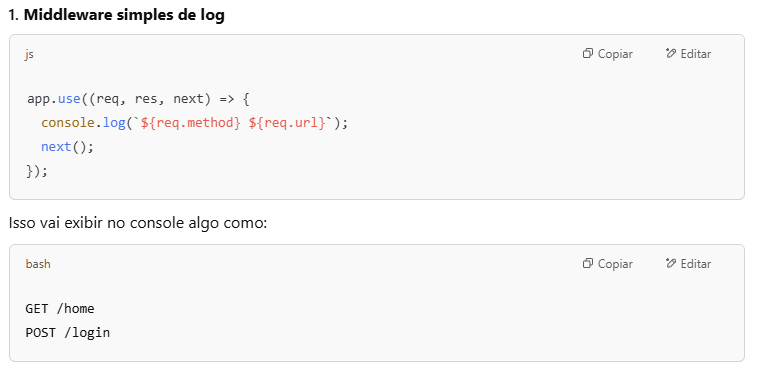 1. Middleware simples de log
js Copiar Editar
app.use((req, res, next) => {
  console.log(`${req.method} ${req.url}`);
  next();
});
Isso vai exibir no console algo como:
bash Copiar Editar
GET /home
POST /login